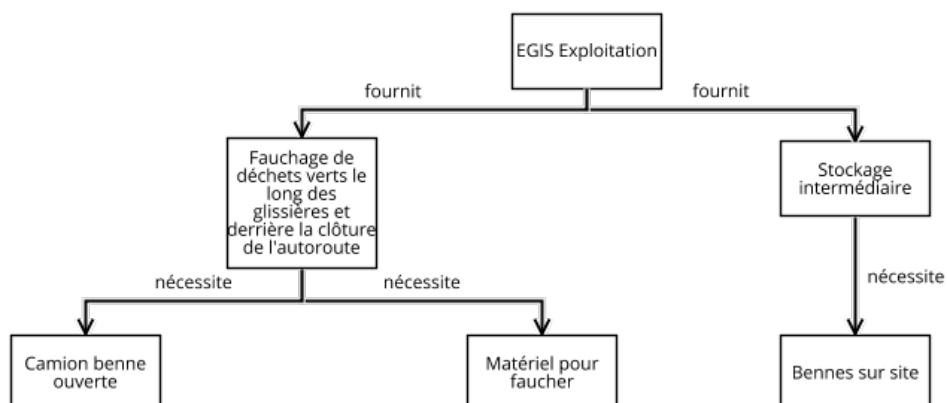 EGIS Exploitation
fournit
fournit
Fauchage de
déchets verts le
long des
glissières et
derrière la clôture
de l'autoroute
Stockage
intermédiaire
nécessite
nécessite
nécessite
Camion benne
ouverte
Matériel pour
faucher
Bennes sur site